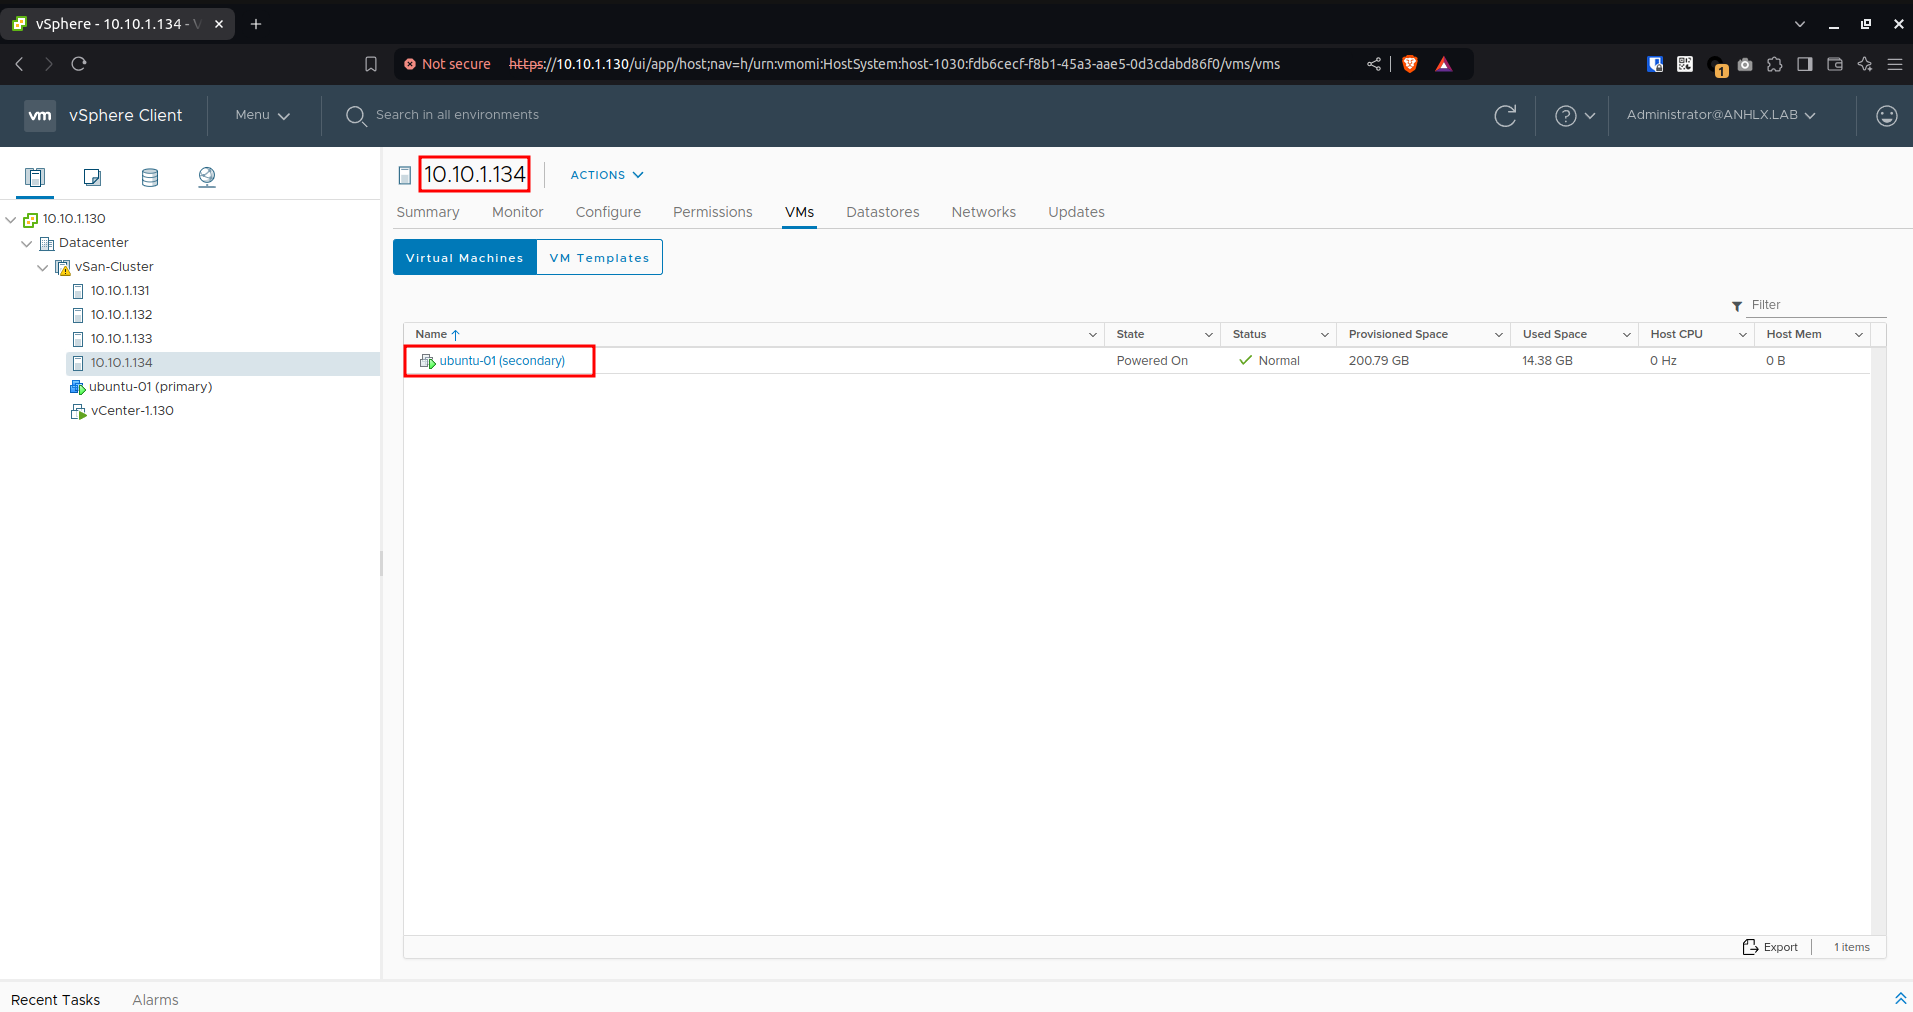 vSphere - 10.10.1.134 - V
Not secure https://10.10.1.130/ui/app/host;nav=h/urn:vmomi:HostSystem:host-1030:fdb6cecf-f8b1-45a3-aae5-0d3cdabd86f0/vms/vms
1
vm vSphere Client Menu Search in all environments Administrator@ANHLX.LAB
10.10.1.130
Datacenter
vSan-Cluster
10.10.1.131
10.10.1.132
10.10.1.133
10.10.1.134
ubuntu-01 (primary)
vCenter-1.130
10.10.1.134 ACTIONS
Summary Monitor Configure Permissions VMs Datastores Networks Updates
Virtual Machines VM Templates
Filter
Name State Status Provisioned Space Used Space Host CPU Host Mem
ubuntu-01 (secondary) Powered On Normal 200.79 GB 14.38 GB 0 Hz 0 B
Export 1 items
Recent Tasks Alarms